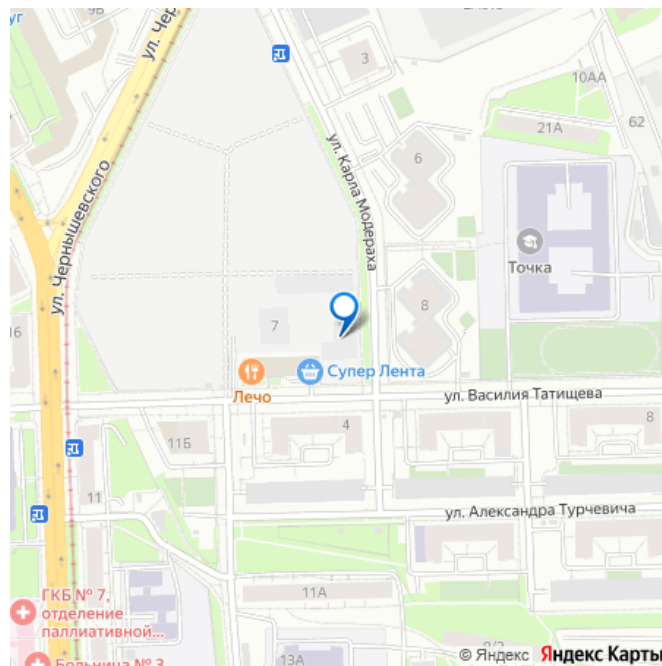 9В
уг
ул. Чер
3
10АА
62
21А
ул. Карла Модераха
6
Точка
ул. Чернышевского
16
7
8
Супер Лента
Лечо
ул. Василия Татищева
4
8
11Б
11
ул. Александра Турчевича
11А
ГКБ № 7,
отделение
паллиативной...
Больница № 3
13А
© Яндекс Яндекс Карты